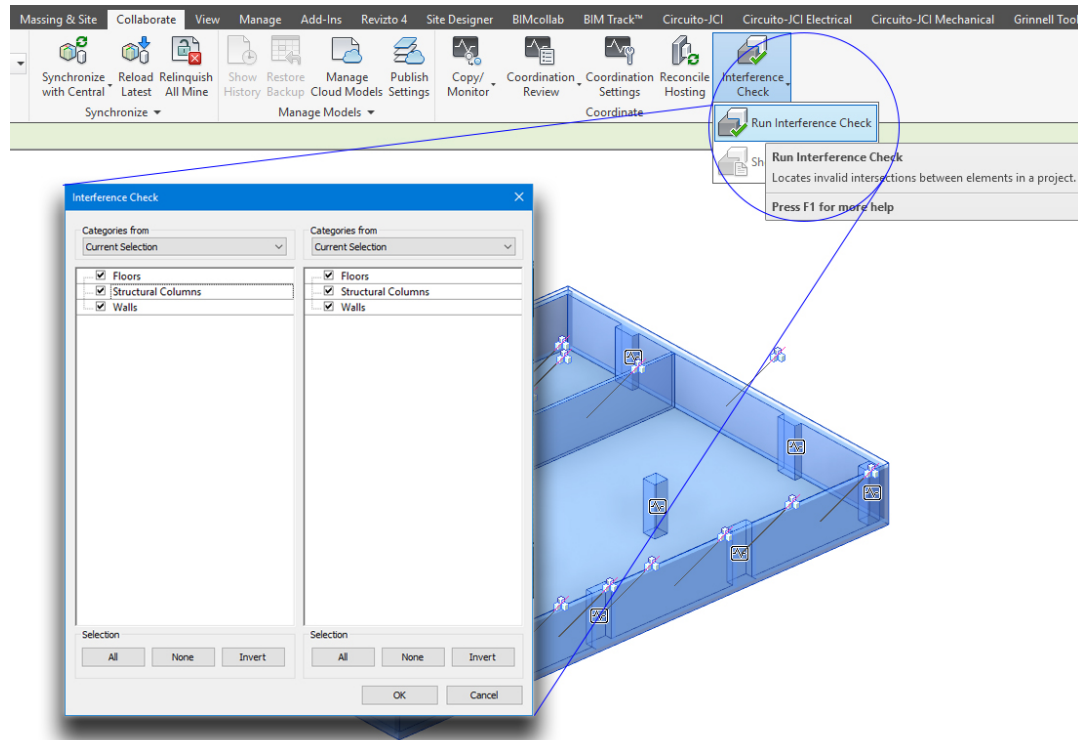 Massing & Site Collaborate View Manage Add-Ins Revizto 4 Site Designer BIMcollab BIM Track™ Circuito-JCI Circuito-JCI Electrical Circuito-JCI Mechanical Grinnell Tool
Synchronize Reload Relinquish Show Restore Manage Publish Copy/ Coordination Coordination Reconcile Interference
with Central Latest All Mine History Backup Cloud Models Settings Monitor Review Settings Hosting Check
Synchronize Manage Models Coordinate
Run Interference Check
Sh
Run Interference Check
Locates invalid intersections between elements in a project.
Press F1 for more help
Interference Check
Categories from Categories from
Current Selection Current Selection
Floors Floors
Structural Columns Structural Columns
Walls Walls
Selection Selection
All None Invert All None Invert
OK Cancel